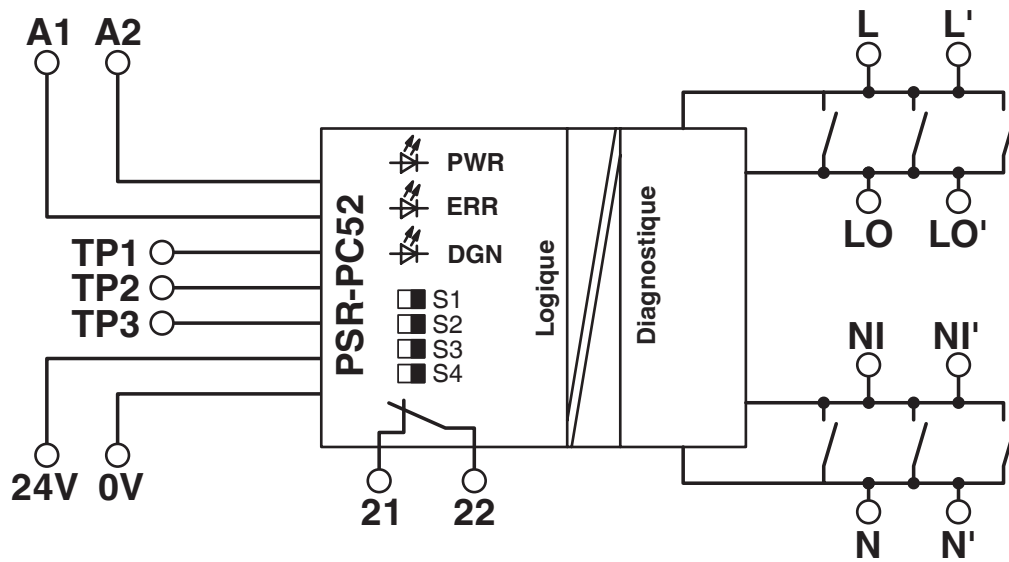 A1 A2
L L'
PWR
ERR
DGN
PSR-PC52
Logique
Diagnostique
LO LO'
TP1
TP2
TP3
S1
S2
S3
S4
NI NI'
24V 0V
21 22
N N'